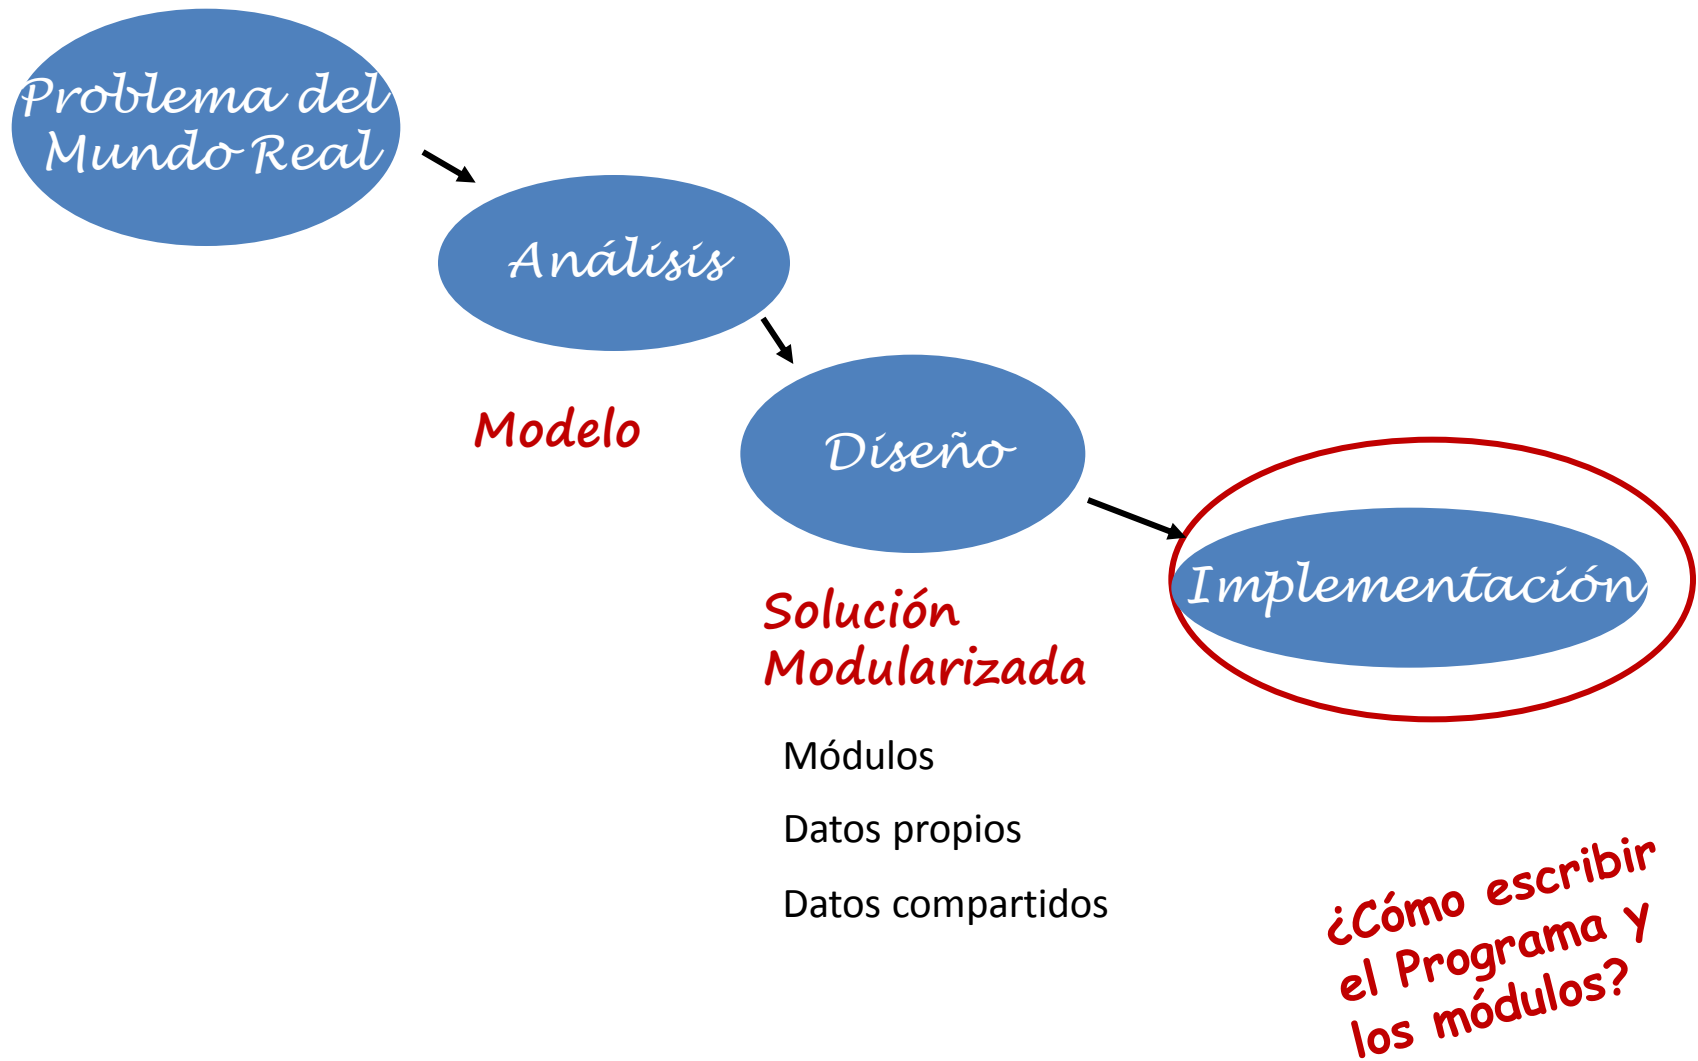 Problema del
Mundo Real
Análisis
Modelo
Diseño
Solución
Modularizada
Módulos
Datos propios
Datos compartidos
Implementación
¿Cómo escribir
el Programa y
los módulos?